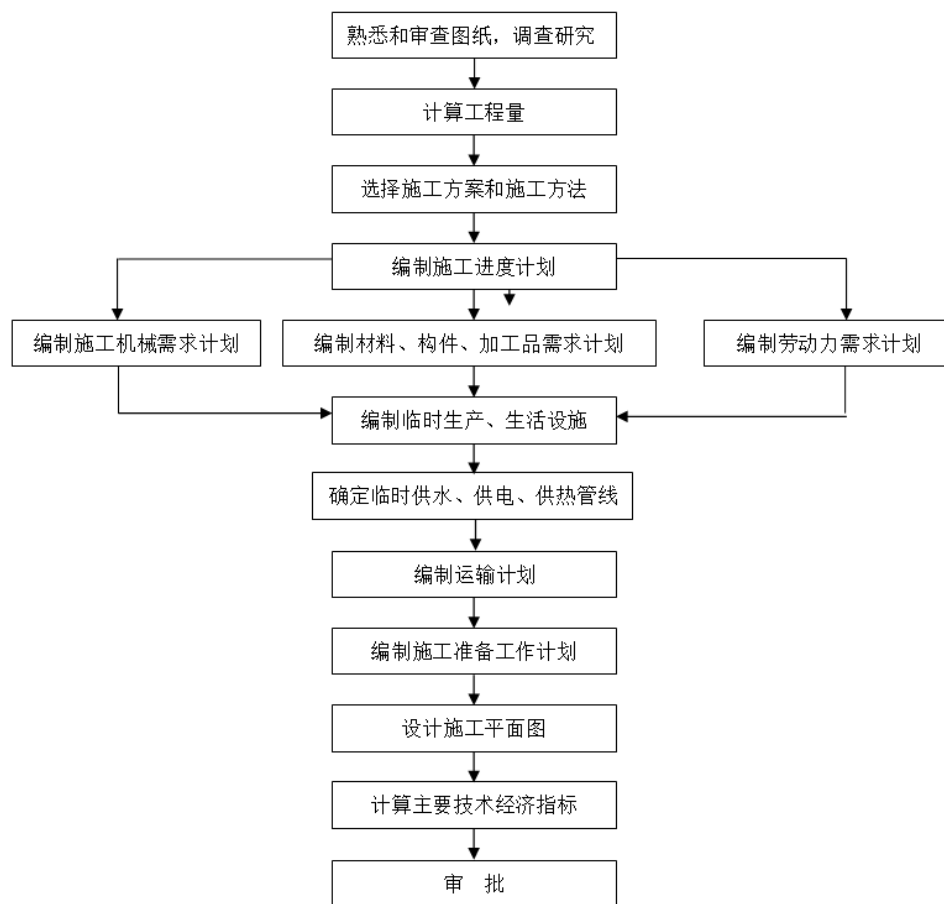 熟悉和审查图纸，调查研究
计算工程量
选择施工方案和施工方法
编制施工进度计划
编制施工机械需求计划
编制材料、构件、加工品需求计划
编制劳动力需求计划
编制临时生产、生活设施
确定临时供水、供电、供热管线
编制运输计划
编制施工准备工作计划
设计施工平面图
计算主要技术经济指标
审 批